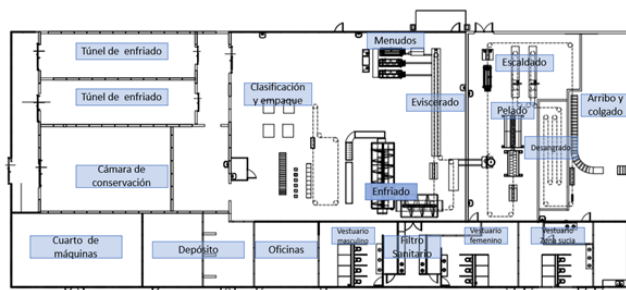 Menudos
Túnel de enfriado
Escaldado
Clasificación
y empaque
Túnel de enfriado
Eviscerado
Pelado
Arribo y
colgado
Desangrado
Cámara de
conservación
Enfriado
Cuarto de
máquinas
Depósito
Oficinas
Vestuario
masculino
Filtro
Sanitario
Vestuario
femenino
Vestuario
Zona sucia